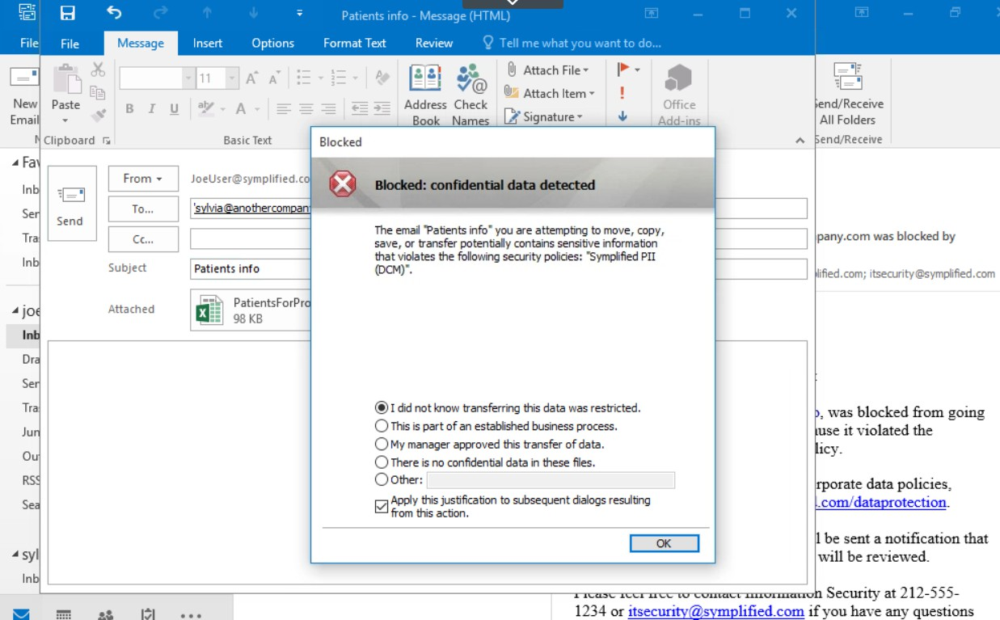 Patients info - Message (HTML)
File
File
Message
Insert
Options
Format Text
Review
Tell me what you want to do...
New
Email
Paste
11
B I U
A
Address
Book
Check
Names
Attach File
Attach Item
Signature
Office
Add-ins
Send/Receive
All Folders
Clipboard
Basic Text
Send/Receive
Fav
Inb
Sen
Tra
Inb
joe
Inb
Dra
Sen
Tra
Jun
Ou
RSS
Sea
syl
Inb
Send
From
JoeUser@symplified.co
To...
'sylvia@anothercompan
Cc...
Subject
Patients info
Attached
PatientsForPro
98 KB
Blocked
Blocked: confidential data detected
The email "Patients info" you are attempting to move, copy,
save, or transfer potentially contains sensitive information
that violates the following security policies: "Symplified PII
(DCM)".
I did not know transferring this data was restricted.
This is part of an established business process.
My manager approved this transfer of data.
There is no confidential data in these files.
Other:
Apply this justification to subsequent dialogs resulting
from this action.
OK
pany.com was blocked by
lified.com; itsecurity@symplified.com
o, was blocked from going
use it violated the
licy.
rporate data policies,
l.com/dataprotection.
l be sent a notification that
will be reviewed.
Please feel free to contact Information Security at 212-555-
1234 or itsecurity@symplified.com if you have any questions